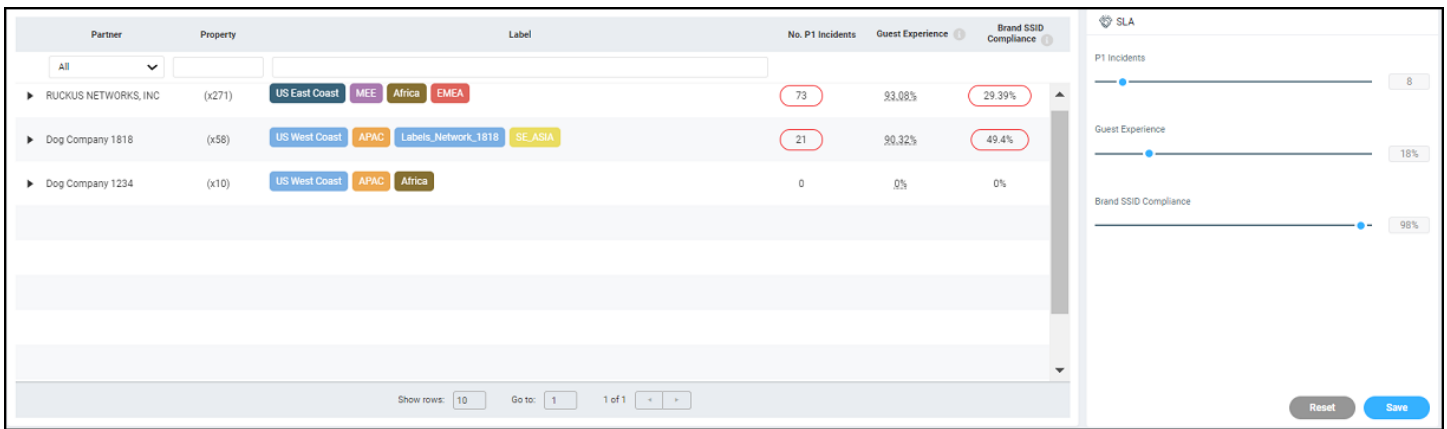 Partner Property Label No. P1 Incidents Guest Experience Brand SSID Compliance
All
RUCKUS NETWORKS, INC (x271) US East Coast MEE Africa EMEA 73 93.08% 29.39%
Dog Company 1818 (x58) US West Coast APAC Labels_Network_1818 SE_ASIA 21 90.32% 49.4%
Dog Company 1234 (x10) US West Coast APAC Africa 0 0% 0%
Show rows: 10 Go to: 1 1 of 1
SLA
P1 Incidents
8
Guest Experience
18%
Brand SSID Compliance
98%
Reset Save